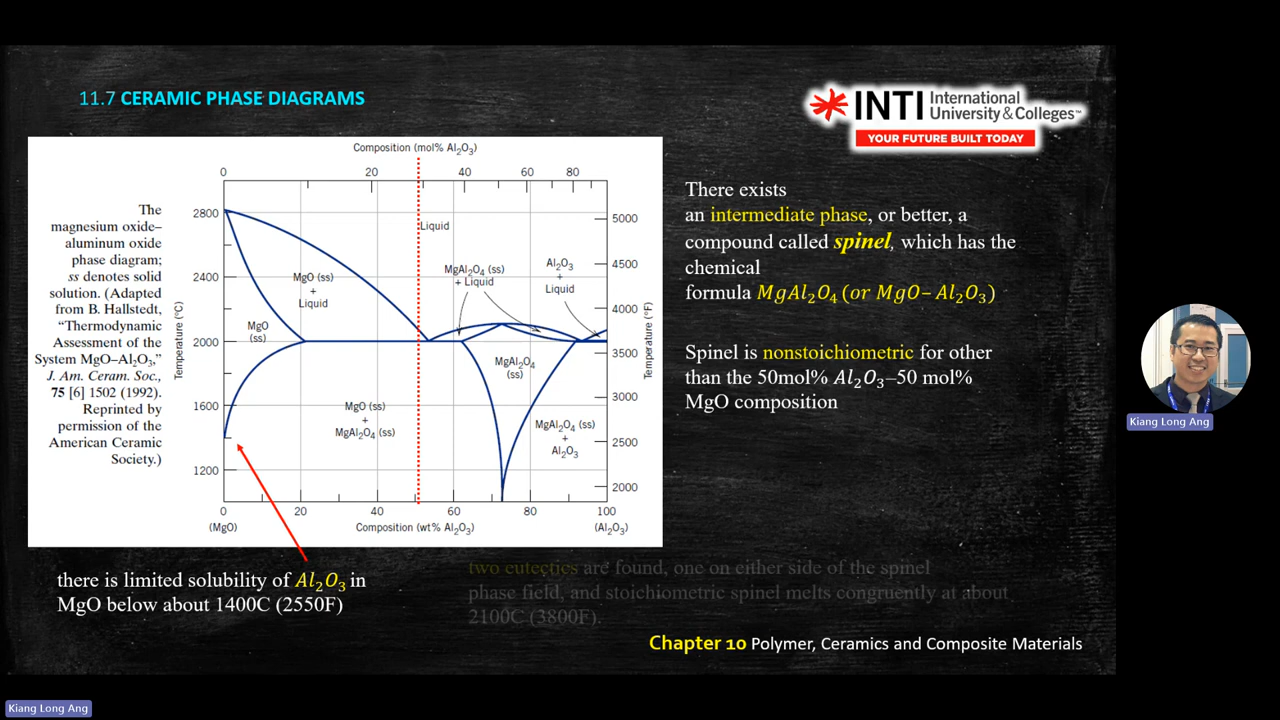 11.7 CERAMIC PHASE DIAGRAMS
INTI International
University & Colleges™
YOUR FUTURE BUILT TODAY
The
magnesium oxide–
aluminum oxide
phase diagram;
ss denotes solid
solution. (Adapted
from B. Hallstedt,
“Thermodynamic
Assessment of the
System MgO–Al₂O₃,”
J. Am. Ceram. Soc.,
75 [6] 1502 (1992).
Reprinted by
permission of the
American Ceramic
Society.)
Composition (mol% Al₂O₃)
0 20 40 60 80
2800
2400
2000
1600
1200
Temperature (°C)
Liquid
MgO (ss)
+
Liquid
MgAl₂O₄ (ss)
+ Liquid
Al₂O₃
+
Liquid
MgO
(ss)
MgAl₂O₄
(ss)
MgO (ss)
+
MgAl₂O₄ (ss)
MgAl₂O₄ (ss)
+
Al₂O₃
5000
4500
4000
3500
3000
2500
2000
Temperature (°F)
0 20 40 60 80 100
(MgO) Composition (wt% Al₂O₃) (Al₂O₃)
There exists
an intermediate phase, or better, a
compound called spinel, which has the
chemical
formula MgAl₂O₄ (or MgO – Al₂O₃)
Spinel is nonstoichiometric for other
than the 50mol% Al₂O₃–50 mol%
MgO composition
there is limited solubility of Al₂O₃ in
MgO below about 1400C (2550F)
two eutectics are found, one on either side of the spinel
phase field, and stoichiometric spinel melts congruently at about
2100C (3800F).
Chapter 10 Polymer, Ceramics and Composite Materials
Kiang Long Ang
Kiang Long Ang